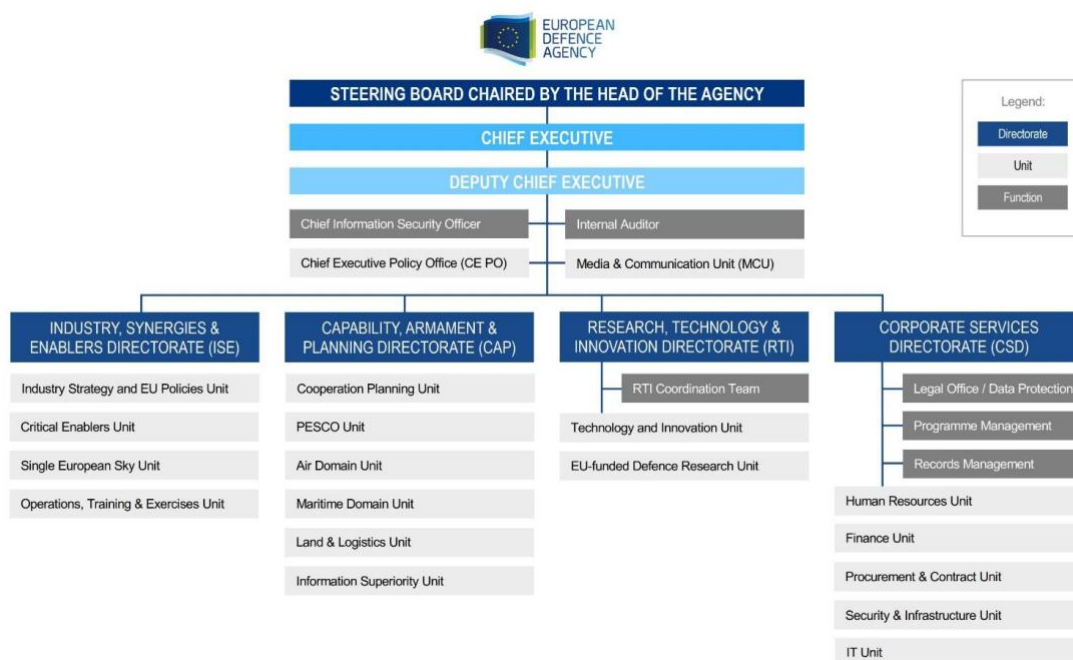 EUROPEAN
DEFENCE
AGENCY
STEERING BOARD CHAIRED BY THE HEAD OF THE AGENCY
CHIEF EXECUTIVE
DEPUTY CHIEF EXECUTIVE
Chief Information Security Officer
Internal Auditor
Chief Executive Policy Office (CE PO)
Media & Communication Unit (MCU)
Legend:
Directorate
Unit
Function
INDUSTRY, SYNERGIES &
ENABLERS DIRECTORATE (ISE)
Industry Strategy and EU Policies Unit
Critical Enablers Unit
Single European Sky Unit
Operations, Training & Exercises Unit
CAPABILITY, ARMAMENT &
PLANNING DIRECTORATE (CAP)
Cooperation Planning Unit
PESCO Unit
Air Domain Unit
Maritime Domain Unit
Land & Logistics Unit
Information Superiority Unit
RESEARCH, TECHNOLOGY &
INNOVATION DIRECTORATE (RTI)
RTI Coordination Team
Technology and Innovation Unit
EU-funded Defence Research Unit
CORPORATE SERVICES
DIRECTORATE (CSD)
Legal Office / Data Protection
Programme Management
Records Management
Human Resources Unit
Finance Unit
Procurement & Contract Unit
Security & Infrastructure Unit
IT Unit